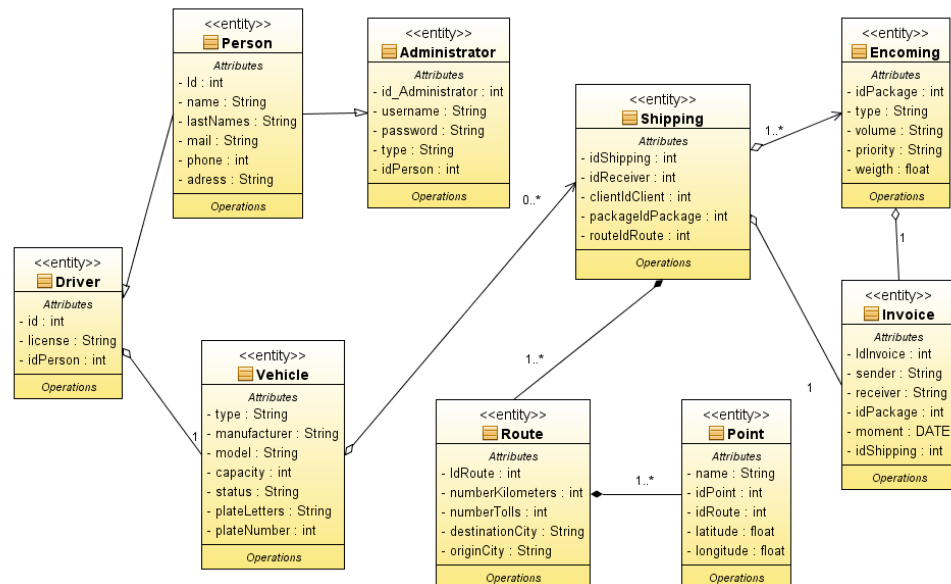 <<entity>>
Person
Attributes
- Id : int
- name : String
- lastNames : String
- mail : String
- phone : int
- adress : String
Operations
<<entity>>
Administrator
Attributes
- id_Administrator : int
- username : String
- password : String
- type : String
- idPerson : int
Operations
<<entity>>
Shipping
Attributes
- idShipping : int
- idReceiver : int
- clientIdClient : int
- packageIdPackage : int
- routeIdRoute : int
Operations
<<entity>>
Encoming
Attributes
- idPackage : int
- type : String
- volume : String
- priority : String
- weigth : float
Operations
1..*
0..*
1
<<entity>>
Driver
Attributes
- id : int
- license : String
- idPerson : int
Operations
<<entity>>
Vehicle
Attributes
- type : String
- manufacturer : String
- model : String
- capacity : int
- status : String
- plateLetters : String
- plateNumber : int
Operations
1
1..*
<<entity>>
Route
Attributes
- IdRoute : int
- numberKilometers : int
- numberTolls : int
- destinationCity : String
- originCity : String
Operations
1..*
<<entity>>
Point
Attributes
- name : String
- idPoint : int
- idRoute : int
- latitude : float
- longitude : float
Operations
1
<<entity>>
Invoice
Attributes
- IdInvoice : int
- sender : String
- receiver : String
- idPackage : int
- moment : DATE
- idShipping : int
Operations